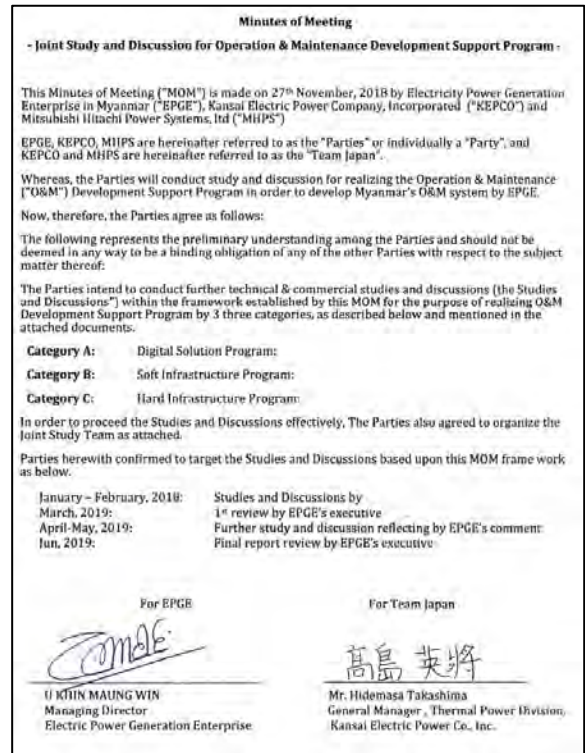 Minutes of Meeting
- Joint Study and Discussion for Operation & Maintenance Development Support Program -
This Minutes of Meeting ("MOM") is made on 27th November, 2018 by Electricity Power Generation
Enterprise in Myanmar ("EPGE"), Kansai Electric Power Company, Incorporated ("KEPCO") and
Mitsubishi Hitachi Power Systems, ltd ("MHPS")
EPGE, KEPCO, MHPS are hereinafter referred to as the "Parties" or individually a "Party", and
KEPCO and MHPS are hereinafter referred to as the "Team Japan".
Whereas, the Parties will conduct study and discussion for realizing the Operation & Maintenance
("O&M") Development Support Program in order to develop Myanmar's O&M system by EPGE.
Now, therefore, the Parties agree as follows:
The following represents the preliminary understanding among the Parties and should not be
deemed in any way to be a binding obligation of any of the other Parties with respect to the subject
matter thereof:
The Parties intend to conduct further technical & commercial studies and discussions (the Studies
and Discussions") within the framework established by this MOM for the purpose of realizing O&M
Development Support Program by 3 three categories, as described below and mentioned in the
attached documents.
Category A: Digital Solution Program:
Category B: Soft Infrastructure Program:
Category C: Hard Infrastructure Program:
In order to proceed the Studies and Discussions effectively, The Parties also agreed to organize the
Joint Study Team as attached.
Parties herewith confirmed to target the Studies and Discussions based upon this MOM frame work
as below.
January – February, 2018: Studies and Discussions by
March, 2019: 1st review by EPGE's executive
April-May, 2019: Further study and discussion reflecting by EPGE's comment
Jun, 2019: Final report review by EPGE's executive
For EPGE
For Team Japan
髙島 英將
U KHIN MAUNG WIN
Managing Director
Electric Power Generation Enterprise
Mr. Hidemasa Takashima
General Manager , Thermal Power Division,
Kansai Electric Power Co., Inc.